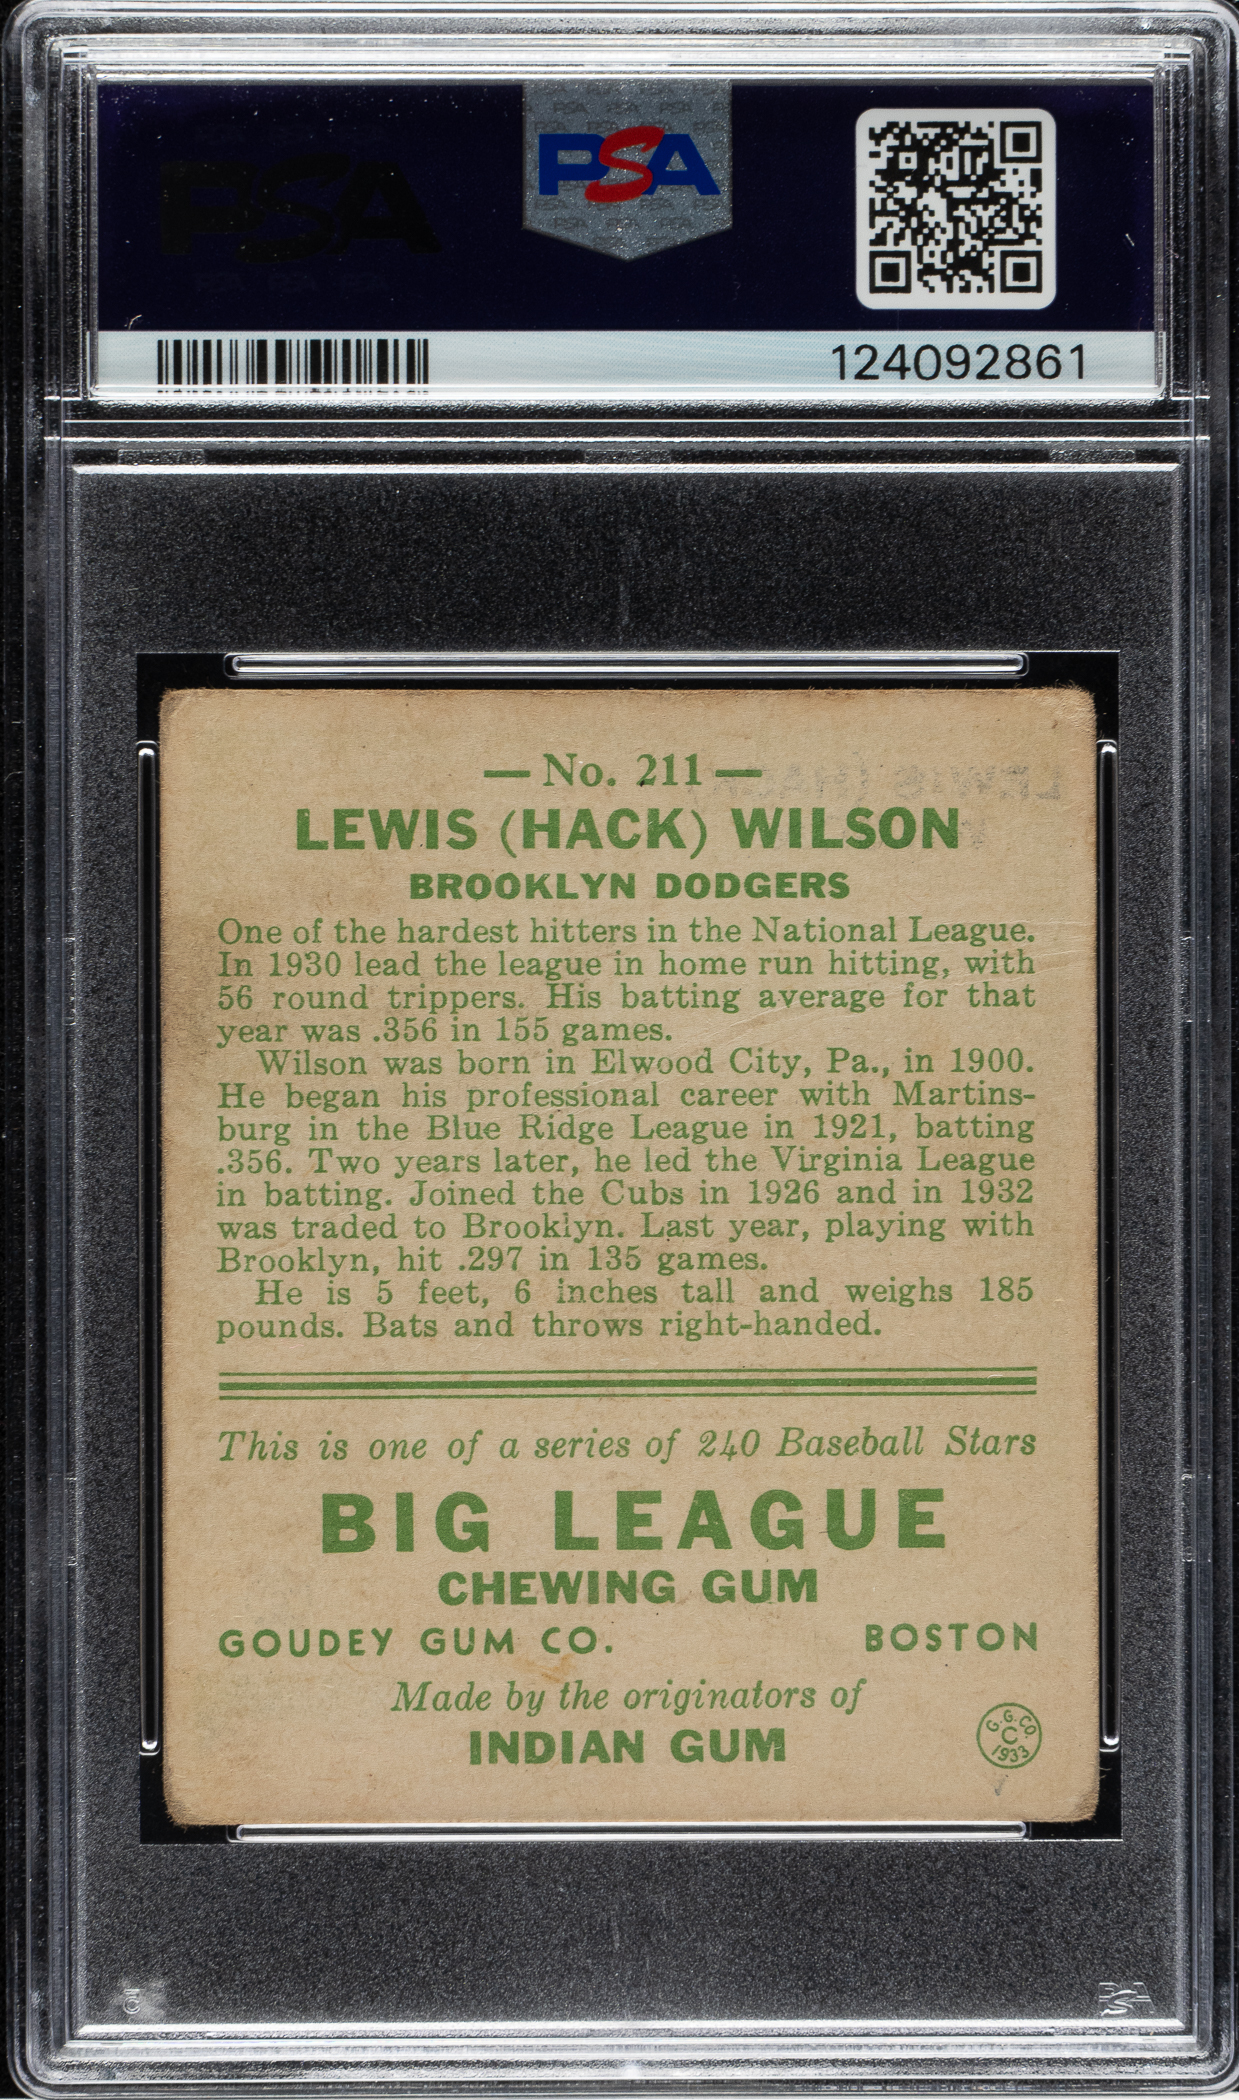 PSA
124092861
— No. 211 —
LEWIS (HACK) WILSON
BROOKLYN DODGERS
One of the hardest hitters in the National League.
In 1930 lead the league in home run hitting, with
56 round trippers. His batting average for that
year was .356 in 155 games.
Wilson was born in Elwood City, Pa., in 1900.
He began his professional career with Martins-
burg in the Blue Ridge League in 1921, batting
.356. Two years later, he led the Virginia League
in batting. Joined the Cubs in 1926 and in 1932
was traded to Brooklyn. Last year, playing with
Brooklyn, hit .297 in 135 games.
He is 5 feet, 6 inches tall and weighs 185
pounds. Bats and throws right-handed.
This is one of a series of 240 Baseball Stars
BIG LEAGUE
CHEWING GUM
GOUDEY GUM CO. BOSTON
Made by the originators of
INDIAN GUM
G. G. CO.
C
1933
PSA